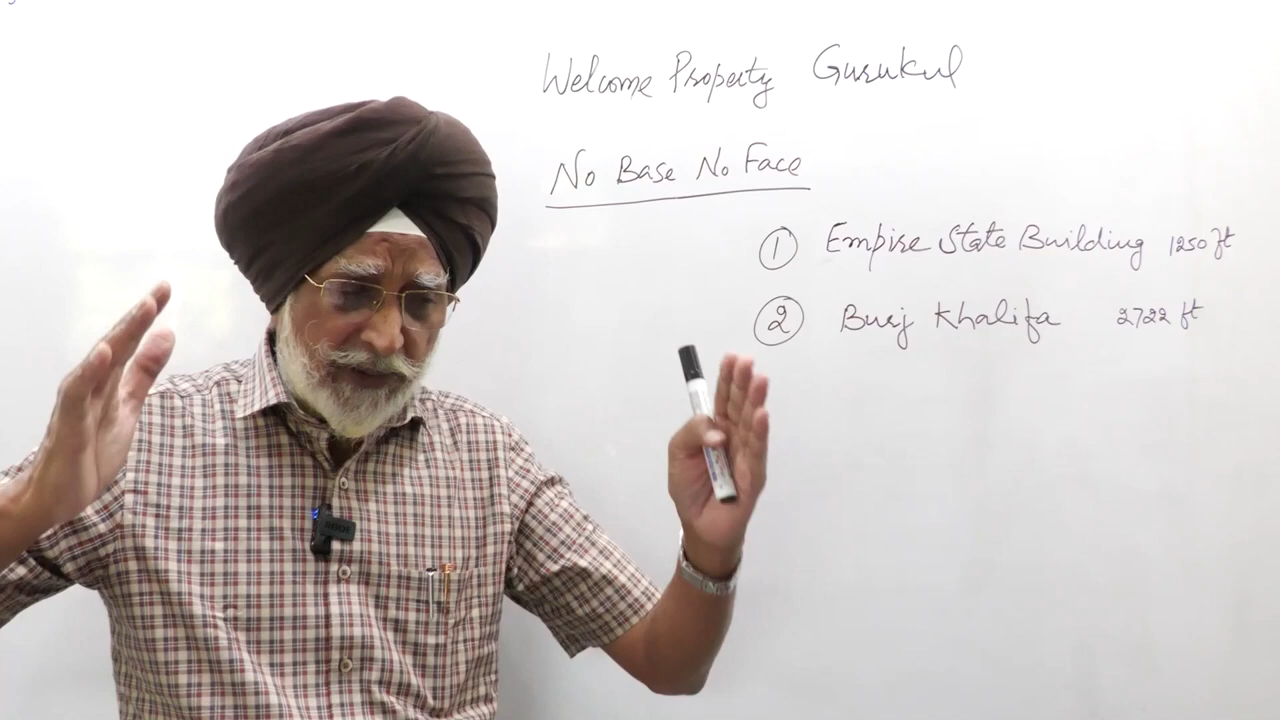 Welcome Property Gurukul
No Base No Face
① Empire State Building 1250 ft
② Burj Khalifa 2722 ft